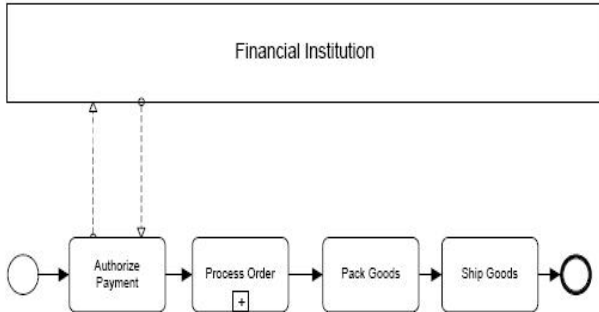 Financial Institution
Authorize
Payment
Process Order
+
Pack Goods
Ship Goods